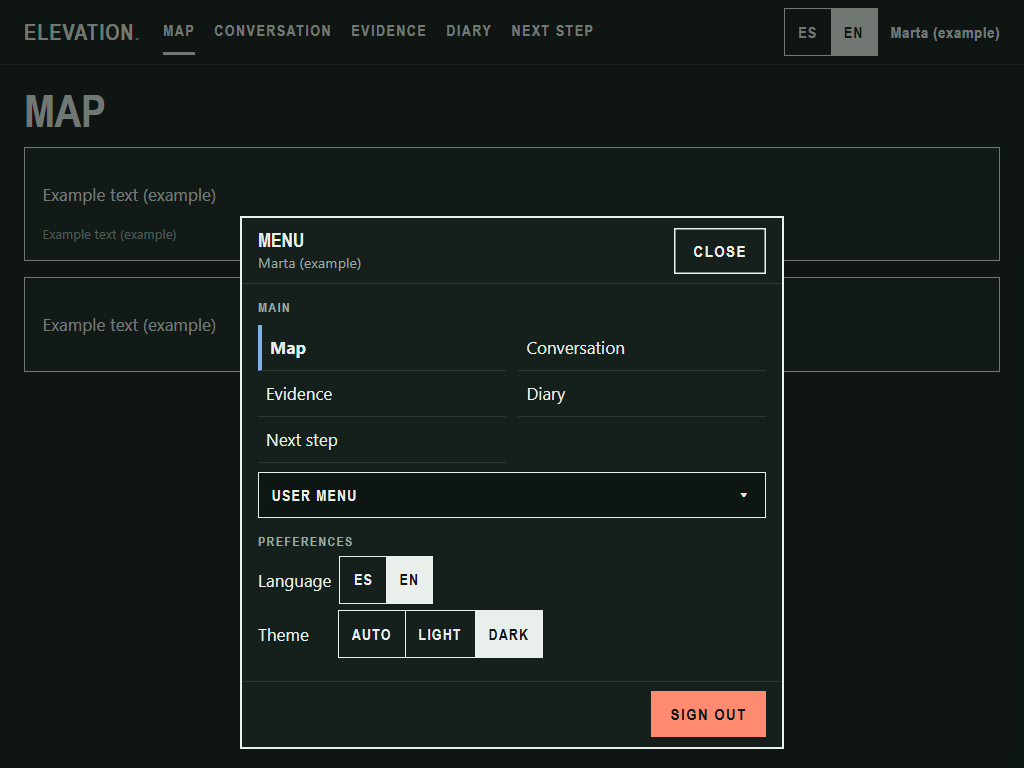 ELEVATION.
MAP CONVERSATION EVIDENCE DIARY NEXT STEP
ES EN Marta (example)
MAP
Example text (example)
Example text (example)
Example text (example)
MENU
Marta (example)
CLOSE
MAIN
Map Conversation
Evidence Diary
Next step
USER MENU
PREFERENCES
Language ES EN
Theme AUTO LIGHT DARK
SIGN OUT